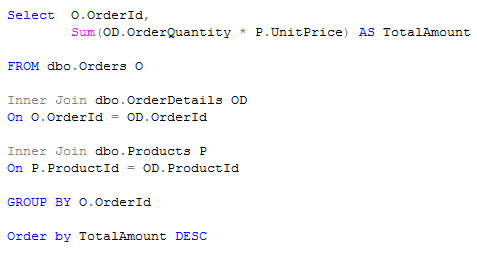 Select  O.OrderId,
        Sum(OD.OrderQuantity * P.UnitPrice) AS TotalAmount
FROM dbo.Orders O
Inner Join dbo.OrderDetails OD
On O.OrderId = OD.OrderId
Inner Join dbo.Products P
On P.ProductId = OD.ProductId
GROUP BY O.OrderId
Order by TotalAmount DESC